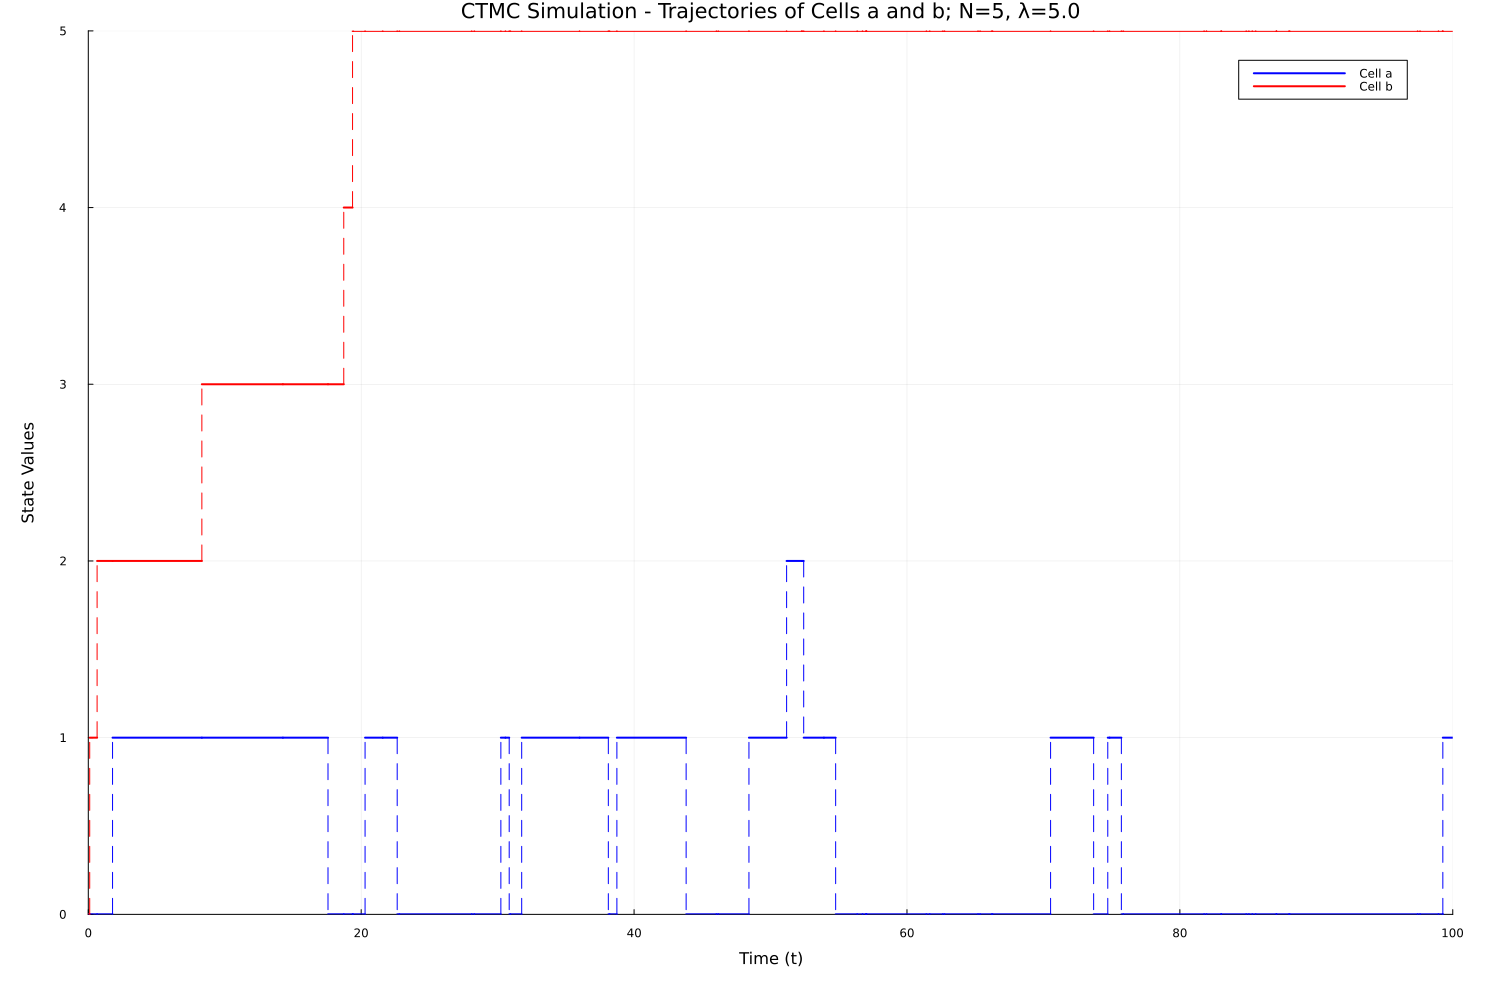 CTMC Simulation - Trajectories of Cells a and b; N=5, λ=5.0
5
Cell a
Cell b
4
3
State Values
2
1
0
0 20 40 60 80 100
Time (t)